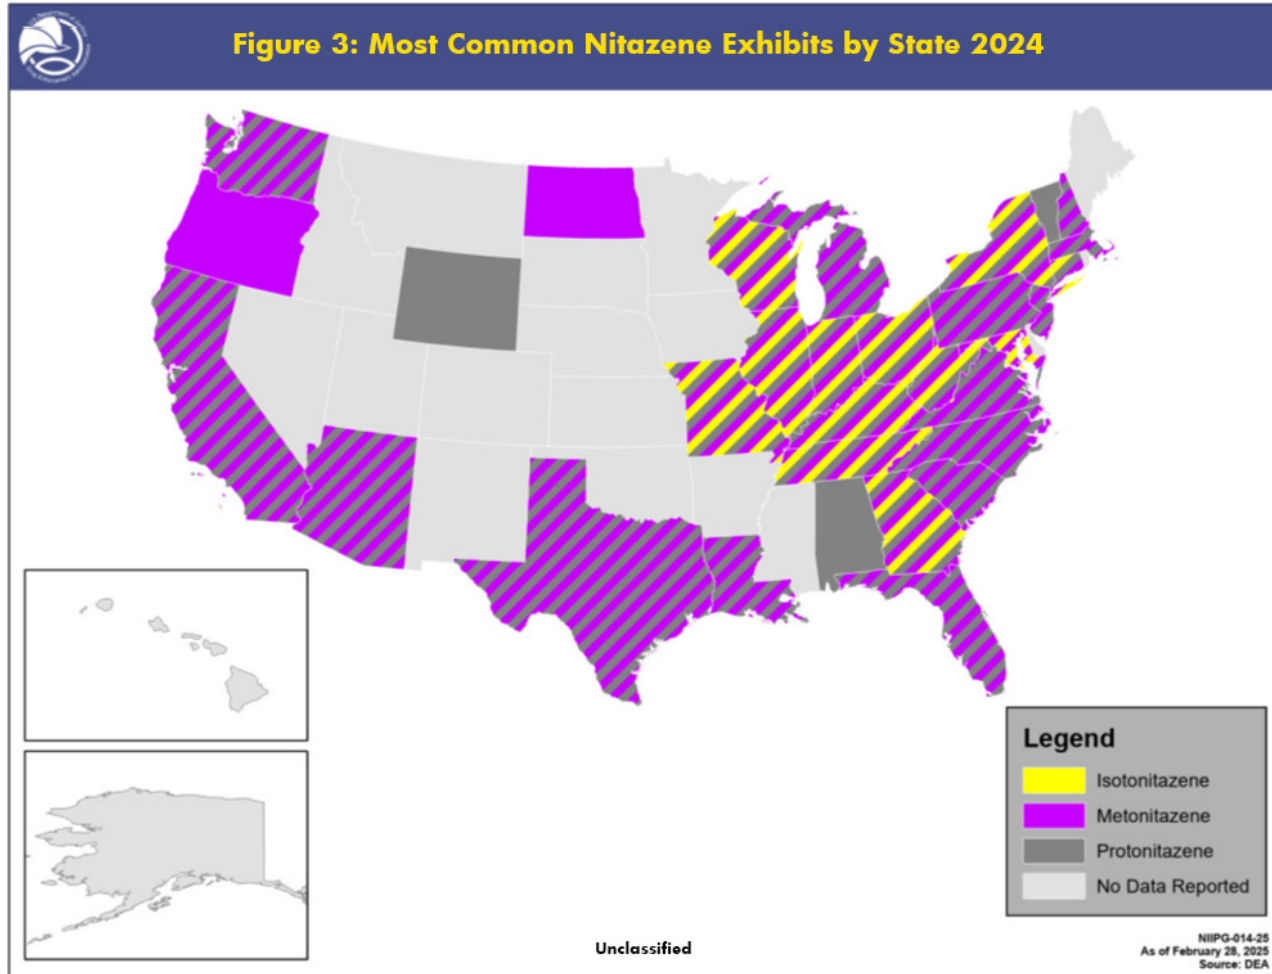 Figure 3: Most Common Nitazene Exhibits by State 2024
Legend
Isotonitazene
Metonitazene
Protonitazene
No Data Reported
Unclassified
NIIPG-014-25
As of February 28, 2025
Source: DEA